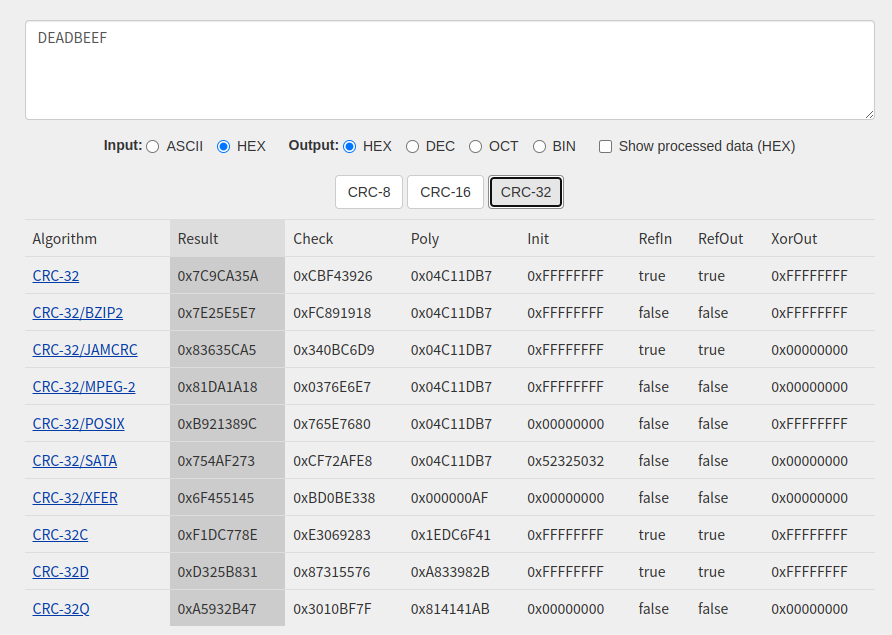 DEADBEEF
Input: ASCII HEX Output: HEX DEC OCT BIN Show processed data (HEX)
CRC-8 CRC-16 CRC-32
Algorithm Result Check Poly Init RefIn RefOut XorOut
CRC-32 0x7C9CA35A 0xCBF43926 0x04C11DB7 0xFFFFFFFF true true 0xFFFFFFFF
CRC-32/BZIP2 0x7E25E5E7 0xFC891918 0x04C11DB7 0xFFFFFFFF false false 0xFFFFFFFF
CRC-32/JAMCRC 0x83635CA5 0x340BC6D9 0x04C11DB7 0xFFFFFFFF true true 0x00000000
CRC-32/MPEG-2 0x81DA1A18 0x0376E6E7 0x04C11DB7 0xFFFFFFFF false false 0x00000000
CRC-32/POSIX 0xB921389C 0x765E7680 0x04C11DB7 0x00000000 false false 0xFFFFFFFF
CRC-32/SATA 0x754AF273 0xCF72AFE8 0x04C11DB7 0x52325032 false false 0x00000000
CRC-32/XFER 0x6F455145 0xBD0BE338 0x000000AF 0x00000000 false false 0x00000000
CRC-32C 0xF1DC778E 0xE3069283 0x1EDC6F41 0xFFFFFFFF true true 0xFFFFFFFF
CRC-32D 0xD325B831 0x87315576 0xA833982B 0xFFFFFFFF true true 0xFFFFFFFF
CRC-32Q 0xA5932B47 0x3010BF7F 0x814141AB 0x00000000 false false 0x00000000